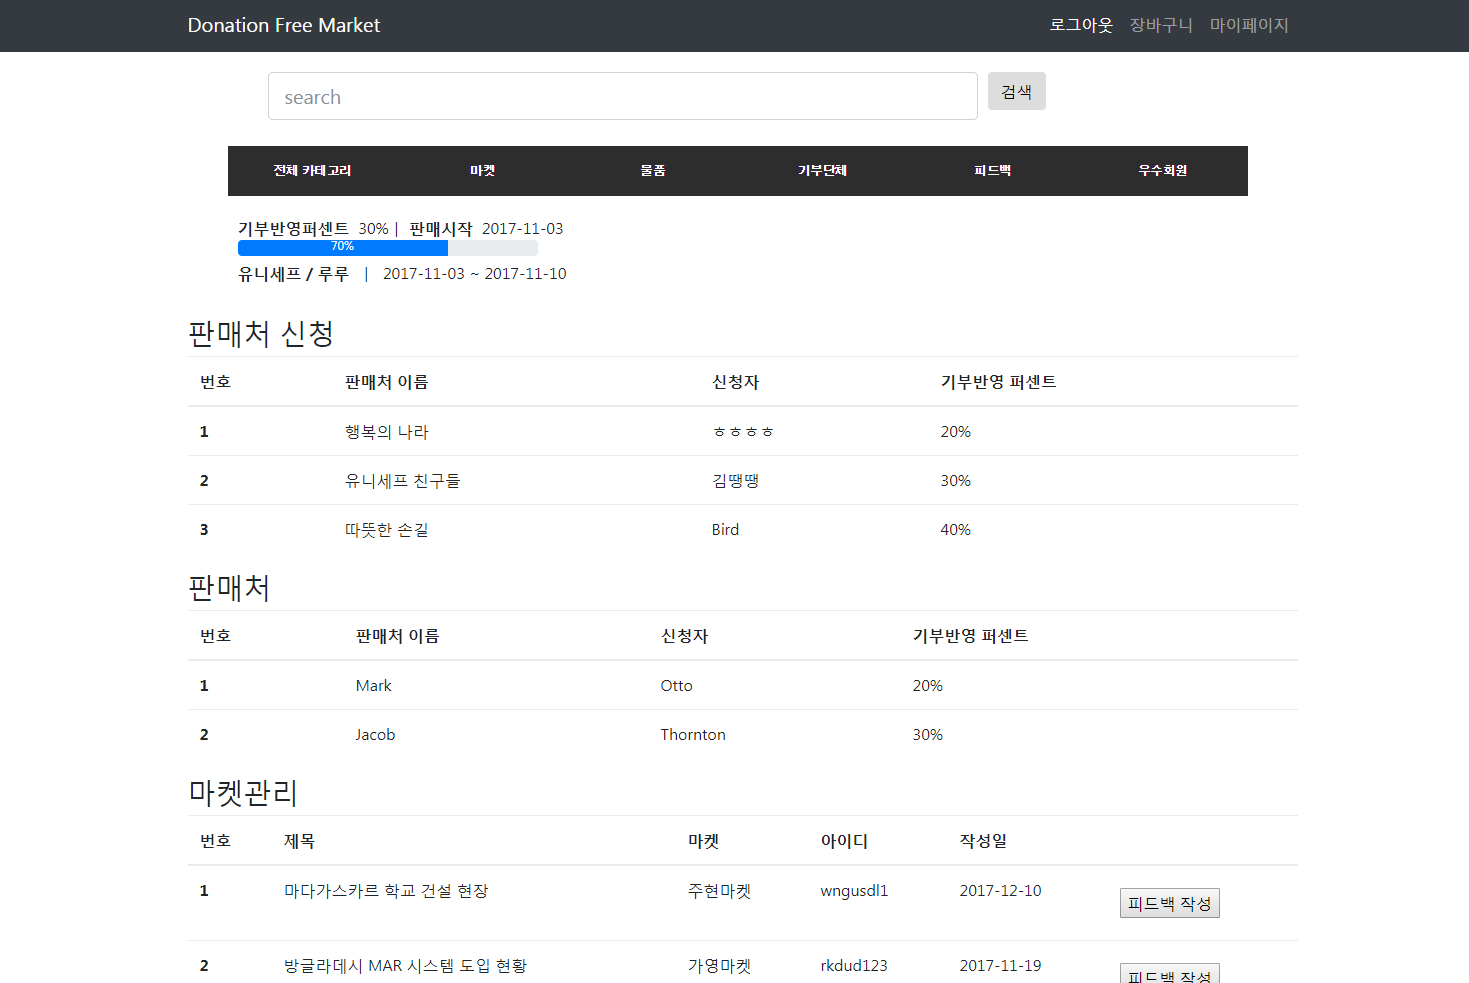 Donation Free Market 로그아웃 장바구니 마이페이지
search 검색
전체 카테고리 마켓 물품 기부단체 피드백 우수회원
기부반영퍼센트 30% | 판매시작 2017-11-03
70%
유니세프 / 루루 | 2017-11-03 ~ 2017-11-10
판매처 신청
번호 판매처 이름 신청자 기부반영 퍼센트
1 행복의 나라 ㅎㅎㅎㅎ 20%
2 유니세프 친구들 김땡땡 30%
3 따뜻한 손길 Bird 40%
판매처
번호 판매처 이름 신청자 기부반영 퍼센트
1 Mark Otto 20%
2 Jacob Thornton 30%
마켓관리
번호 제목 마켓 아이디 작성일
1 마다가스카르 학교 건설 현장 주현마켓 wngusdl1 2017-12-10 피드백 작성
2 방글라데시 MAR 시스템 도입 현황 가영마켓 rkdud123 2017-11-19 피드백 작성